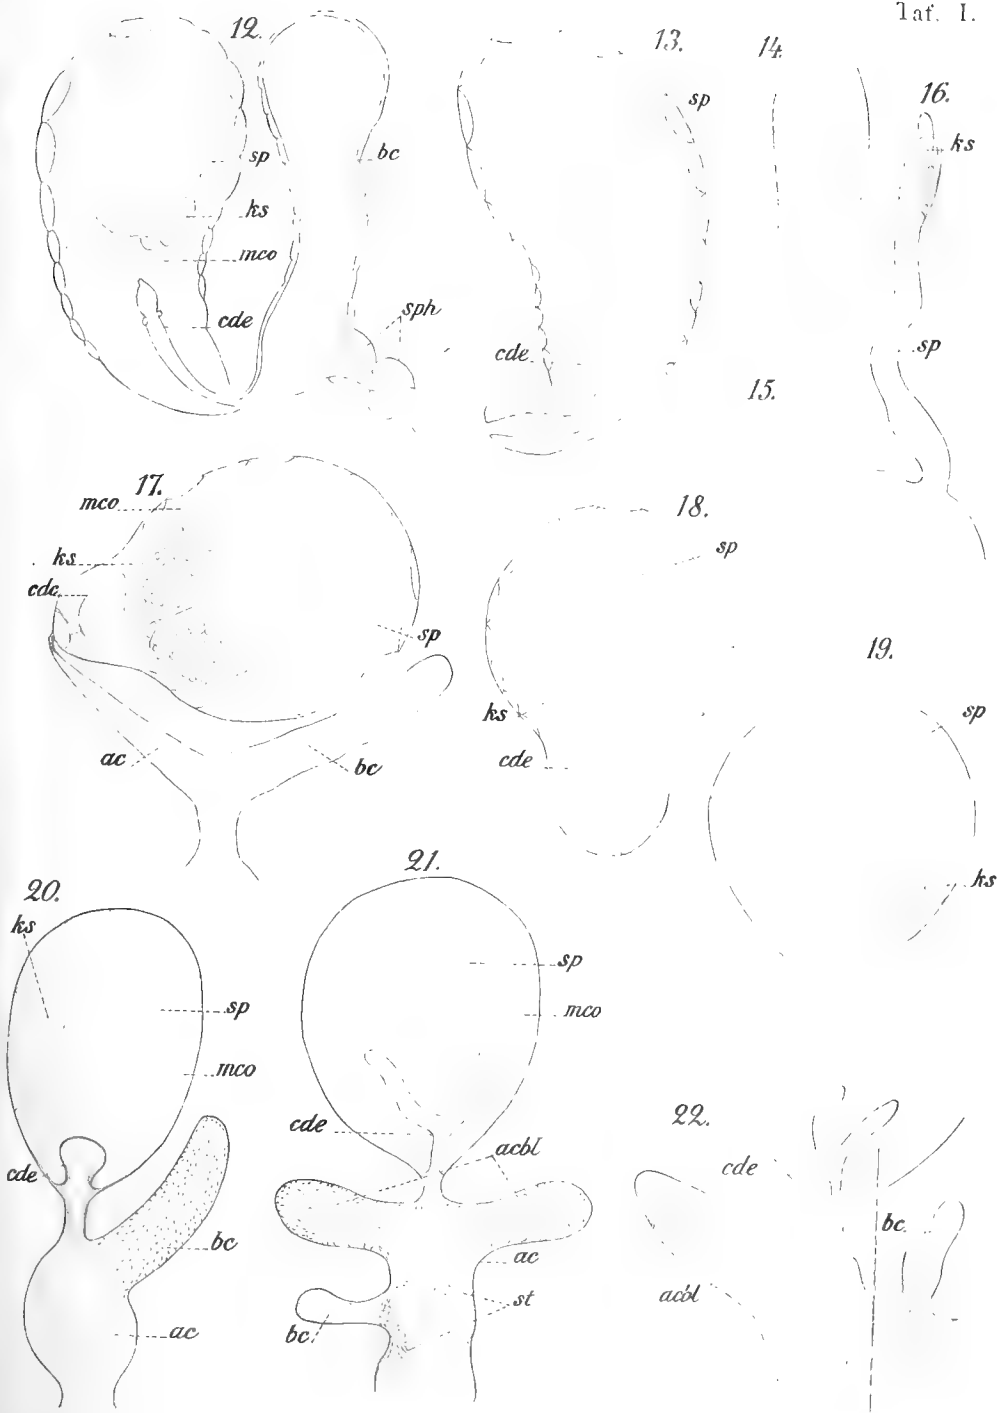 Taf. I.
12.
13.
14.
16.
sp
ks
bc
sp
ks
mco
sph
cde
cde
sp
15.
17.
mco
18.
sp
ks
cde
sp
19.
ks
sp
ac
bc
cde
21.
20.
ks
ks
sp
sp
mco
mco
22.
cde
acbl
cde
cde
bc
bc
ac
acbl
st
ac
bc